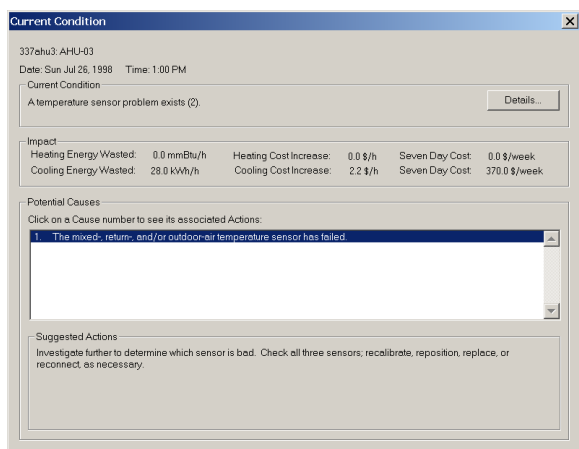 Current Condition
337ahu3: AHU-03
Date: Sun Jul 26, 1998 Time: 1:00 PM
Current Condition
A temperature sensor problem exists (2).
Details...
Impact
Heating Energy Wasted: 0.0 mmBtu/h Heating Cost Increase: 0.0 $/h Seven Day Cost: 0.0 $/week
Cooling Energy Wasted: 28.0 kWh/h Cooling Cost Increase: 2.2 $/h Seven Day Cost: 370.0 $/week
Potential Causes
Click on a Cause number to see its associated Actions:
1. The mixed-, return-, and/or outdoor-air temperature sensor has failed.
Suggested Actions
Investigate further to determine which sensor is bad. Check all three sensors; recalibrate, reposition, replace, or
reconnect, as necessary.